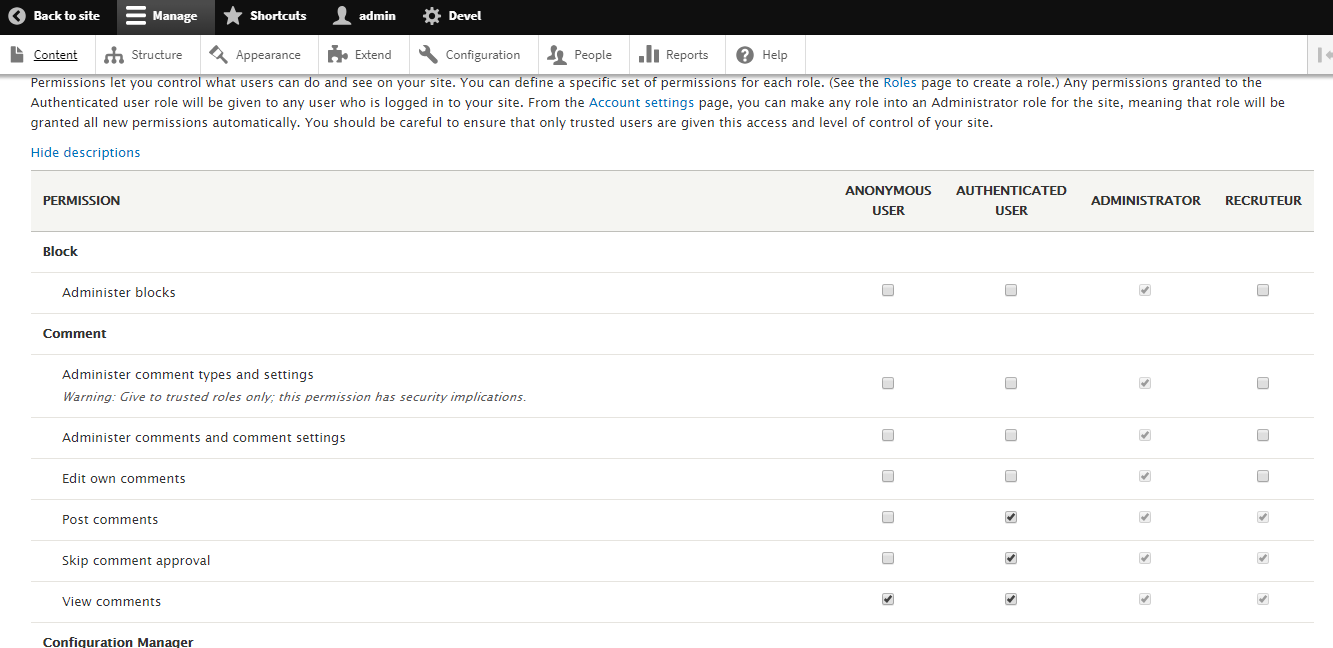 Back to site Manage Shortcuts admin Devel
Content Structure Appearance Extend Configuration People Reports Help
Permissions let you control what users can do and see on your site. You can define a specific set of permissions for each role. (See the Roles page to create a role.) Any permissions granted to the
Authenticated user role will be given to any user who is logged in to your site. From the Account settings page, you can make any role into an Administrator role for the site, meaning that role will be
granted all new permissions automatically. You should be careful to ensure that only trusted users are given this access and level of control of your site.
Hide descriptions
PERMISSION ANONYMOUS USER AUTHENTICATED USER ADMINISTRATOR RECRUTEUR
Block
Administer blocks
Comment
Administer comment types and settings
Warning: Give to trusted roles only; this permission has security implications.
Administer comments and comment settings
Edit own comments
Post comments
Skip comment approval
View comments
Configuration Manager